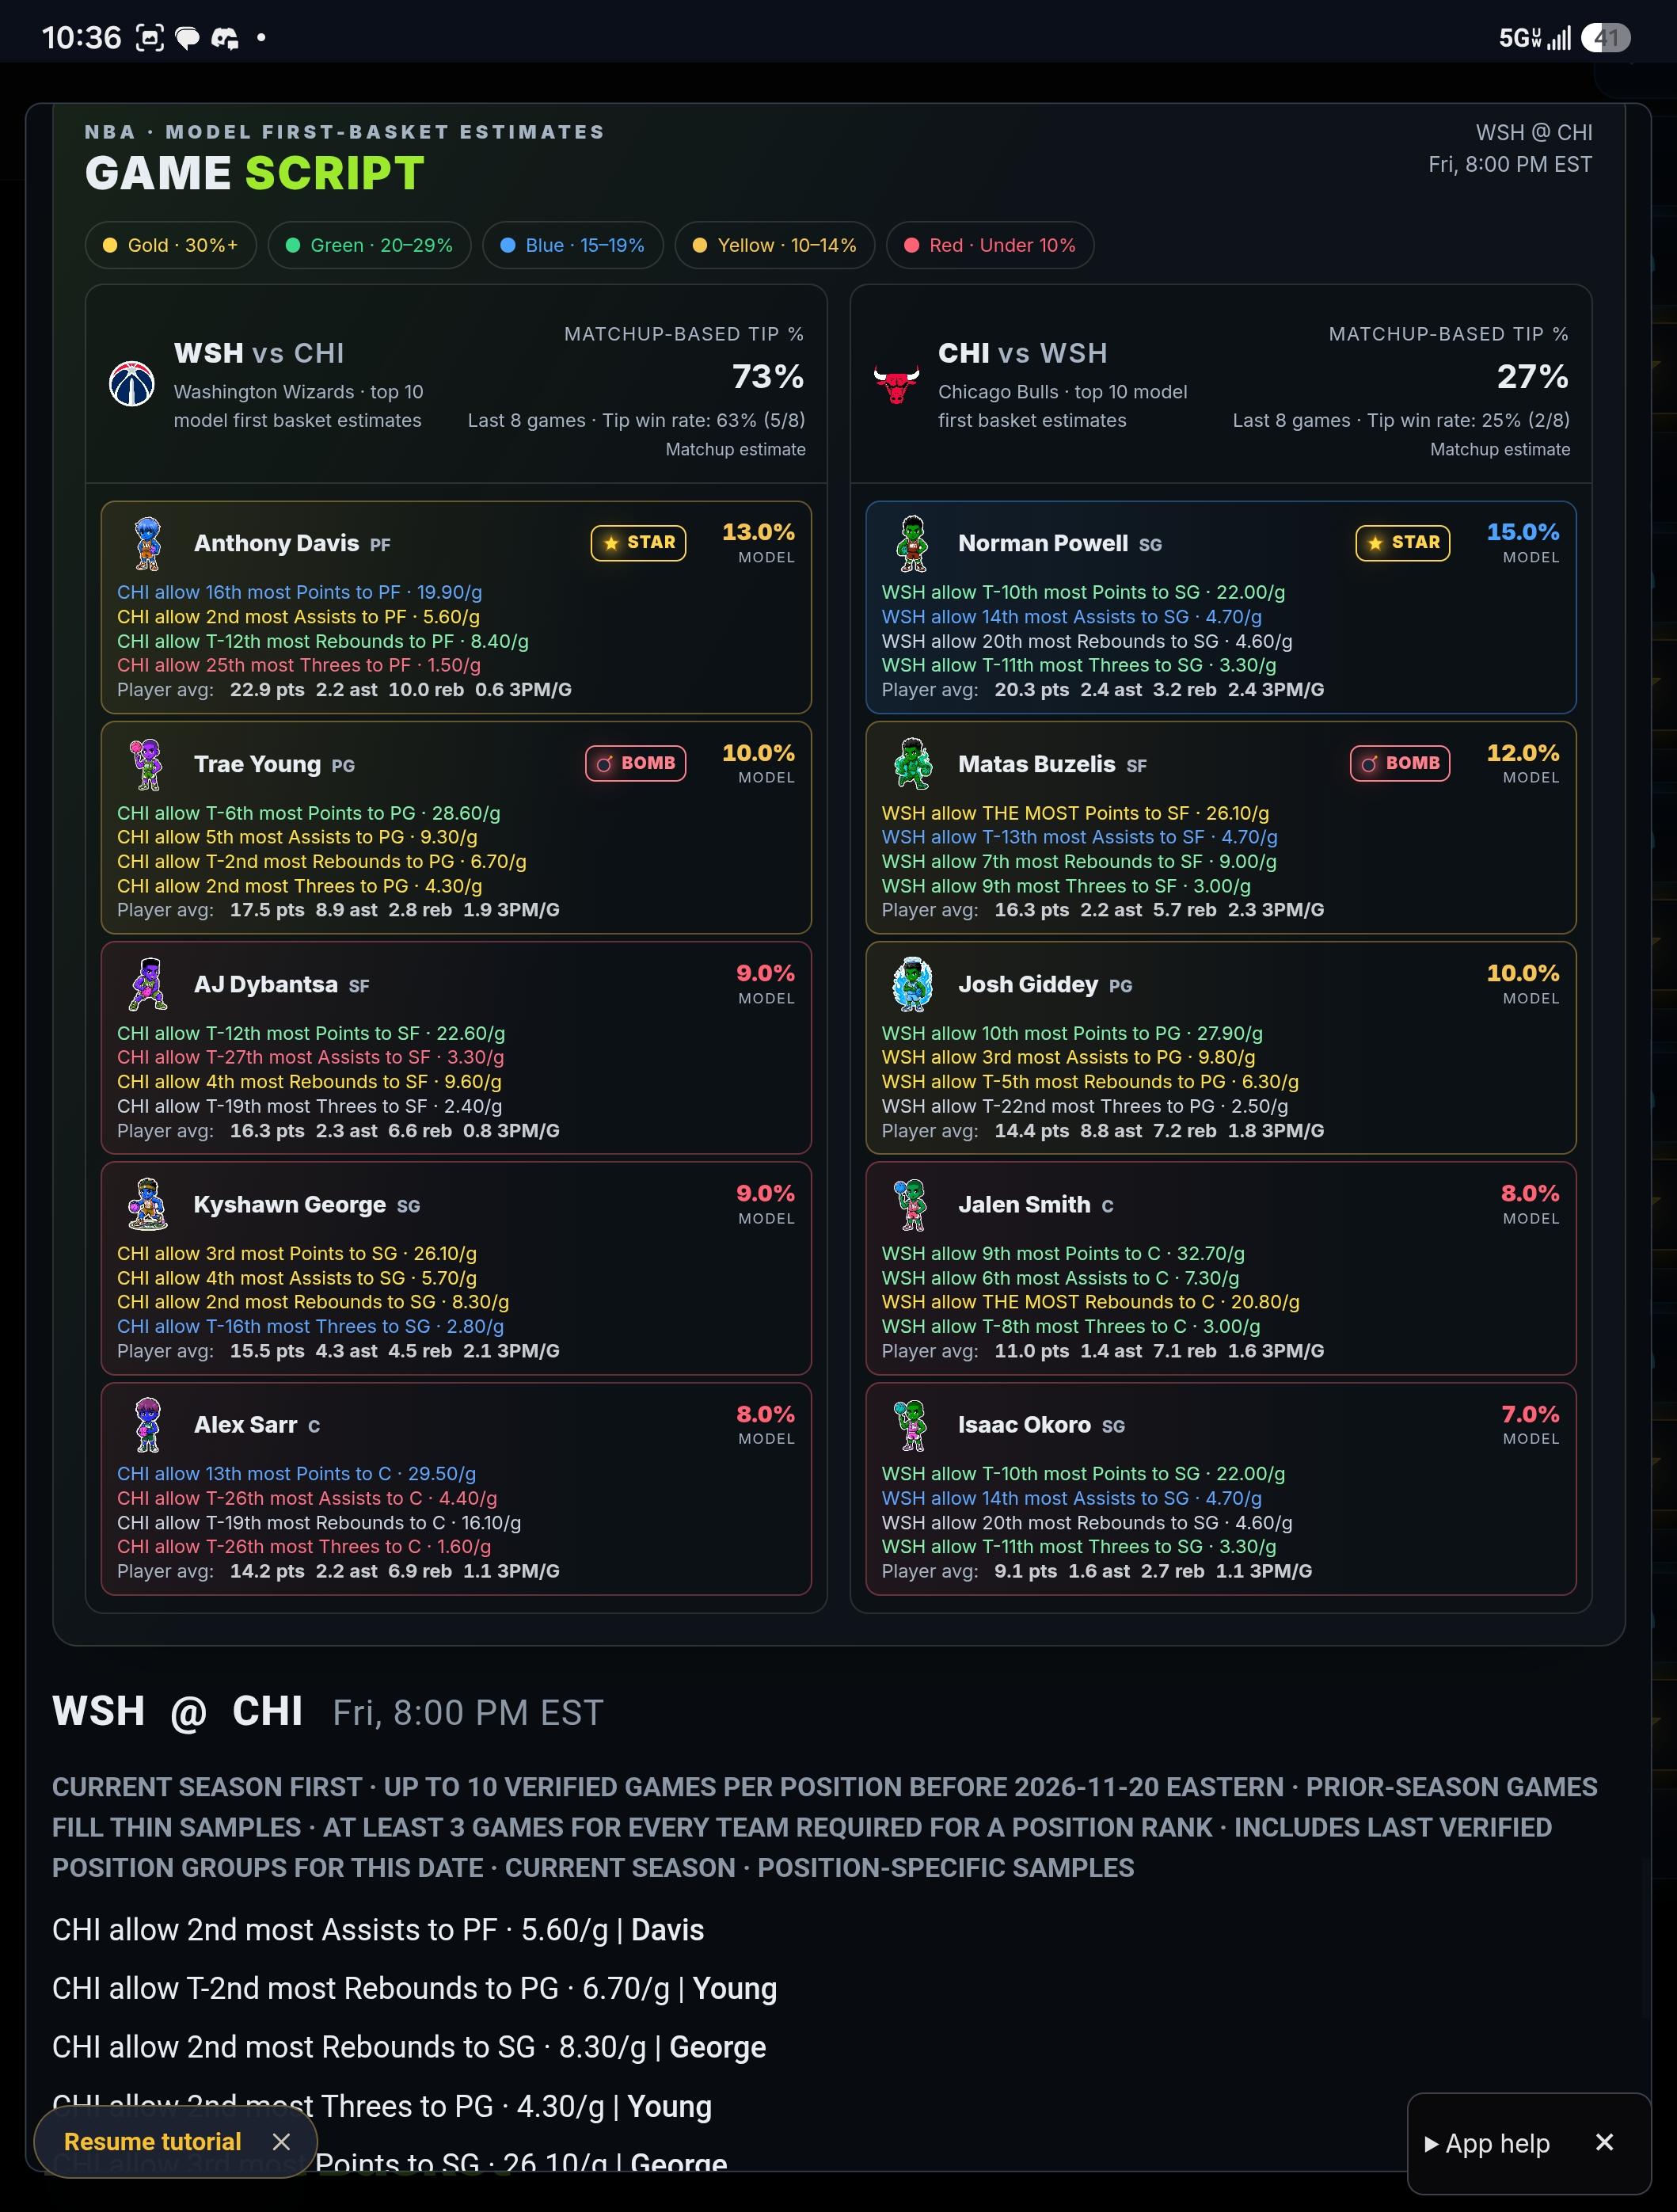 10:36
5G UW
41
NBA · MODEL FIRST-BASKET ESTIMATES
GAME SCRIPT
WSH @ CHI
Fri, 8:00 PM EST
Gold · 30%+
Green · 20–29%
Blue · 15–19%
Yellow · 10–14%
Red · Under 10%
WSH vs CHI
Washington Wizards · top 10
model first basket estimates
MATCHUP-BASED TIP %
73%
Last 8 games · Tip win rate: 63% (5/8)
Matchup estimate
Anthony Davis PF
STAR
13.0%
MODEL
CHI allow 16th most Points to PF · 19.90/g
CHI allow 2nd most Assists to PF · 5.60/g
CHI allow T-12th most Rebounds to PF · 8.40/g
CHI allow 25th most Threes to PF · 1.50/g
Player avg: 22.9 pts 2.2 ast 10.0 reb 0.6 3PM/G
Trae Young PG
BOMB
10.0%
MODEL
CHI allow T-6th most Points to PG · 28.60/g
CHI allow 5th most Assists to PG · 9.30/g
CHI allow T-2nd most Rebounds to PG · 6.70/g
CHI allow 2nd most Threes to PG · 4.30/g
Player avg: 17.5 pts 8.9 ast 2.8 reb 1.9 3PM/G
AJ Dybantsa SF
9.0%
MODEL
CHI allow T-12th most Points to SF · 22.60/g
CHI allow T-27th most Assists to SF · 3.30/g
CHI allow 4th most Rebounds to SF · 9.60/g
CHI allow T-19th most Threes to SF · 2.40/g
Player avg: 16.3 pts 2.3 ast 6.6 reb 0.8 3PM/G
Kyshawn George SG
9.0%
MODEL
CHI allow 3rd most Points to SG · 26.10/g
CHI allow 4th most Assists to SG · 5.70/g
CHI allow 2nd most Rebounds to SG · 8.30/g
CHI allow T-16th most Threes to SG · 2.80/g
Player avg: 15.5 pts 4.3 ast 4.5 reb 2.1 3PM/G
Alex Sarr C
8.0%
MODEL
CHI allow 13th most Points to C · 29.50/g
CHI allow T-26th most Assists to C · 4.40/g
CHI allow T-19th most Rebounds to C · 16.10/g
CHI allow T-26th most Threes to C · 1.60/g
Player avg: 14.2 pts 2.2 ast 6.9 reb 1.1 3PM/G
CHI vs WSH
Chicago Bulls · top 10 model
first basket estimates
MATCHUP-BASED TIP %
27%
Last 8 games · Tip win rate: 25% (2/8)
Matchup estimate
Norman Powell SG
STAR
15.0%
MODEL
WSH allow T-10th most Points to SG · 22.00/g
WSH allow 14th most Assists to SG · 4.70/g
WSH allow 20th most Rebounds to SG · 4.60/g
WSH allow T-11th most Threes to SG · 3.30/g
Player avg: 20.3 pts 2.4 ast 3.2 reb 2.4 3PM/G
Matas Buzelis SF
BOMB
12.0%
MODEL
WSH allow THE MOST Points to SF · 26.10/g
WSH allow T-13th most Assists to SF · 4.70/g
WSH allow 7th most Rebounds to SF · 9.00/g
WSH allow 9th most Threes to SF · 3.00/g
Player avg: 16.3 pts 2.2 ast 5.7 reb 2.3 3PM/G
Josh Giddey PG
10.0%
MODEL
WSH allow 10th most Points to PG · 27.90/g
WSH allow 3rd most Assists to PG · 9.80/g
WSH allow T-5th most Rebounds to PG · 6.30/g
WSH allow T-22nd most Threes to PG · 2.50/g
Player avg: 14.4 pts 8.8 ast 7.2 reb 1.8 3PM/G
Jalen Smith C
8.0%
MODEL
WSH allow 9th most Points to C · 32.70/g
WSH allow 6th most Assists to C · 7.30/g
WSH allow THE MOST Rebounds to C · 20.80/g
WSH allow T-8th most Threes to C · 3.00/g
Player avg: 11.0 pts 1.4 ast 7.1 reb 1.6 3PM/G
Isaac Okoro SG
7.0%
MODEL
WSH allow T-10th most Points to SG · 22.00/g
WSH allow 14th most Assists to SG · 4.70/g
WSH allow 20th most Rebounds to SG · 4.60/g
WSH allow T-11th most Threes to SG · 3.30/g
Player avg: 9.1 pts 1.6 ast 2.7 reb 1.1 3PM/G
WSH @ CHI Fri, 8:00 PM EST
CURRENT SEASON FIRST · UP TO 10 VERIFIED GAMES PER POSITION BEFORE 2026-11-20 EASTERN · PRIOR-SEASON GAMES
FILL THIN SAMPLES · AT LEAST 3 GAMES FOR EVERY TEAM REQUIRED FOR A POSITION RANK · INCLUDES LAST VERIFIED
POSITION GROUPS FOR THIS DATE · CURRENT SEASON · POSITION-SPECIFIC SAMPLES
CHI allow 2nd most Assists to PF · 5.60/g | Davis
CHI allow T-2nd most Rebounds to PG · 6.70/g | Young
CHI allow 2nd most Rebounds to SG · 8.30/g | George
CHI allow 2nd most Threes to PG · 4.30/g | Young
CHI allow 3rd most Points to SG · 26.10/g | George
Resume tutorial ×
▶ App help ×